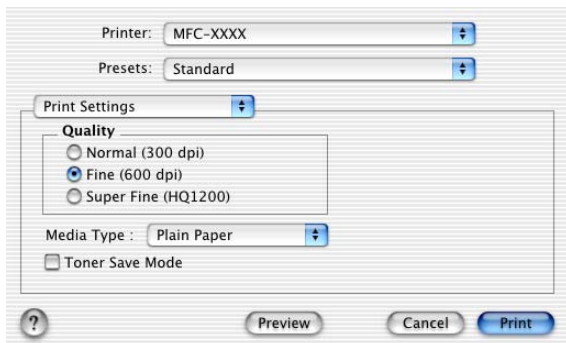 Printer: MFC-XXXX
Presets: Standard
Print Settings
Quality
Normal (300 dpi)
Fine (600 dpi)
Super Fine (HQ1200)
Media Type : Plain Paper
Toner Save Mode
? Preview Cancel Print